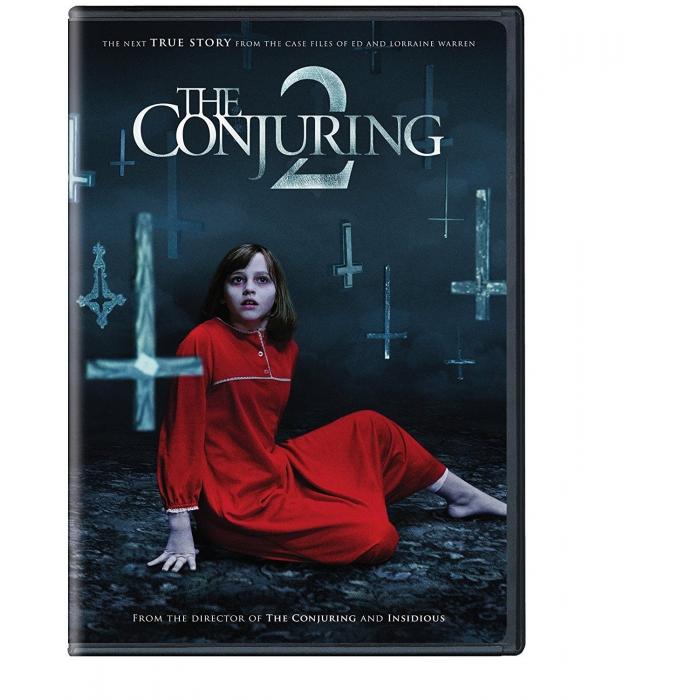 THE NEXT TRUE STORY FROM THE CASE FILES OF ED AND LORRAINE WARREN
THE
CONJURING
2
FROM THE DIRECTOR OF THE CONJURING AND INSIDIOUS